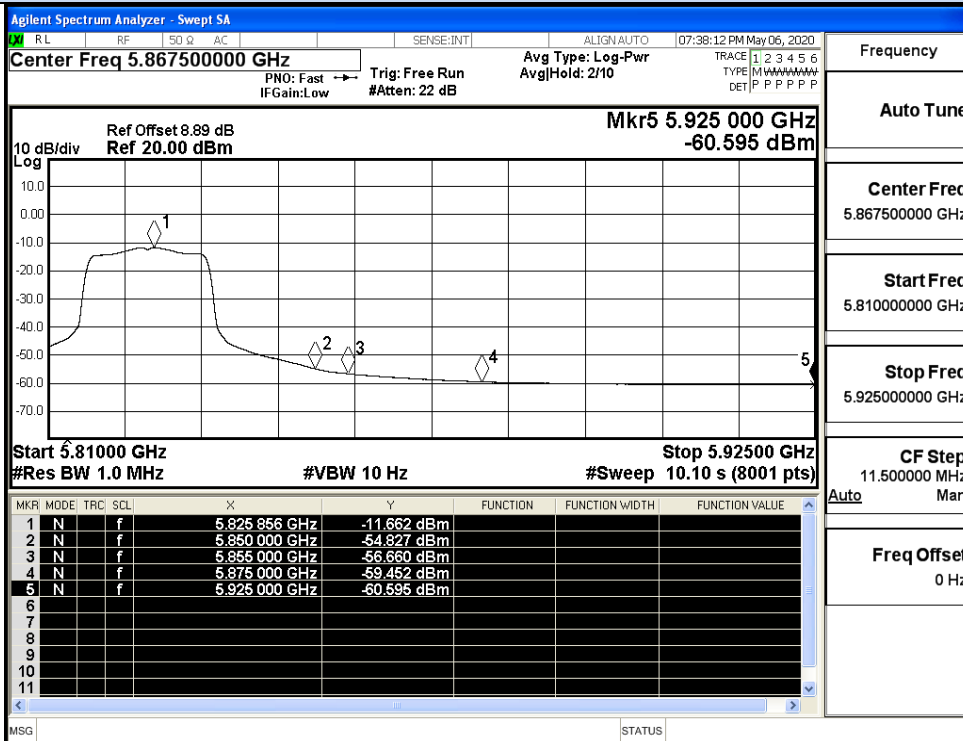 Agilent Spectrum Analyzer - Swept SA
LXI RL RF 50 Ω AC SENSE:INT ALIGN AUTO 07:38:12 PM May 06, 2020
Center Freq 5.867500000 GHz
PNO: Fast
IFGain:Low
Trig: Free Run
#Atten: 22 dB
Avg Type: Log-Pwr
Avg|Hold: 2/10
TRACE 1 2 3 4 5 6
TYPE M W W W W W
DET P P P P P P
Ref Offset 8.89 dB
10 dB/div Ref 20.00 dBm
Log
Mkr5 5.925 000 GHz
-60.595 dBm
10.0
0.00
-10.0
-20.0
-30.0
-40.0
-50.0
-60.0
-70.0
1
2
3
4
5
Start 5.81000 GHz Stop 5.92500 GHz
#Res BW 1.0 MHz #VBW 10 Hz #Sweep 10.10 s (8001 pts)
MKR MODE TRC SCL X Y FUNCTION FUNCTION WIDTH FUNCTION VALUE
1 N f 5.825 856 GHz -11.662 dBm
2 N f 5.850 000 GHz -54.827 dBm
3 N f 5.855 000 GHz -56.660 dBm
4 N f 5.875 000 GHz -59.452 dBm
5 N f 5.925 000 GHz -60.595 dBm
6
7
8
9
10
11
MSG STATUS
Frequency
Auto Tune
Center Freq
5.867500000 GHz
Start Freq
5.810000000 GHz
Stop Freq
5.925000000 GHz
CF Step
11.500000 MHz
Auto Man
Freq Offset
0 Hz